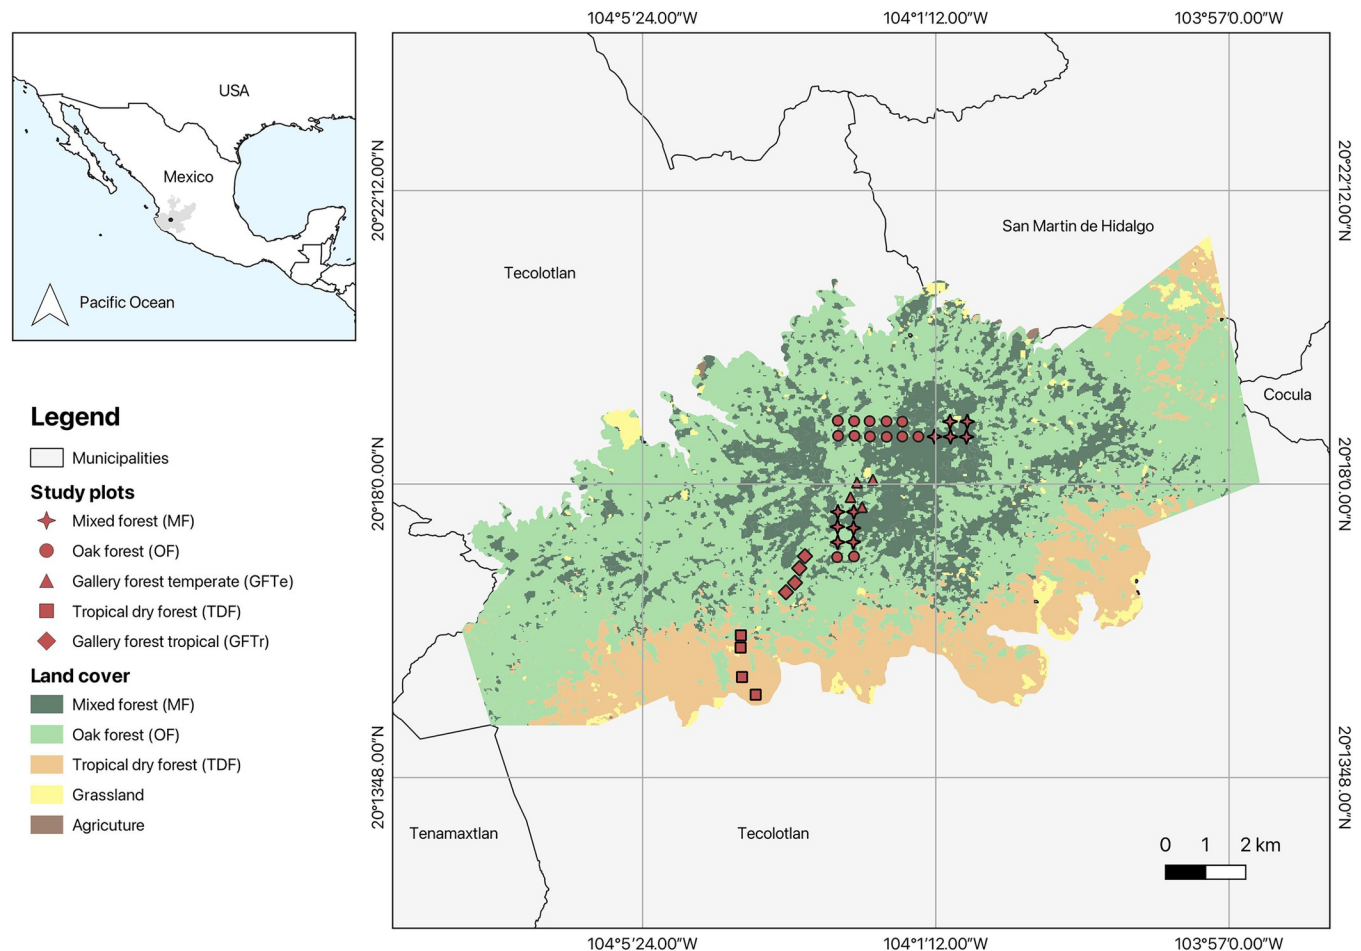 104°5′24.00″W
104°1′12.00″W
103°57′0.00″W
USA
Mexico
Pacific Ocean
20°22′12.00″N
20°22′12.00″N
San Martin de Hidalgo
Tecolotlan
Cocula
Legend
Municipalities
Study plots
Mixed forest (MF)
Oak forest (OF)
Gallery forest temperate (GFTe)
Tropical dry forest (TDF)
Gallery forest tropical (GFTr)
Land cover
Mixed forest (MF)
Oak forest (OF)
Tropical dry forest (TDF)
Grassland
Agricuture
20°18′0.00″N
20°18′0.00″N
20°13′48.00″N
20°13′48.00″N
Tenamaxtlan
Tecolotlan
0 1 2 km
104°5′24.00″W
104°1′12.00″W
103°57′0.00″W